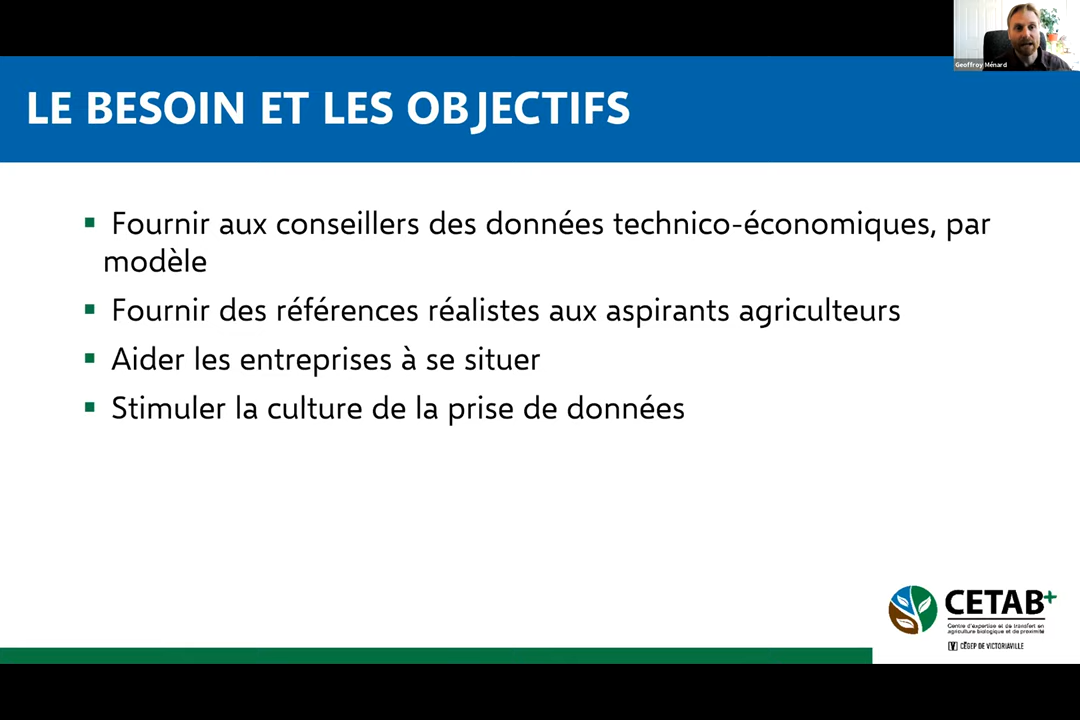 Geoffroy Ménard
LE BESOIN ET LES OBJECTIFS
▪ Fournir aux conseillers des données technico-économiques, par
modèle
▪ Fournir des références réalistes aux aspirants agriculteurs
▪ Aider les entreprises à se situer
▪ Stimuler la culture de la prise de données
CETAB+
Centre d'expertise et de transfert en
agriculture biologique et de proximité
CÉGEP DE VICTORIAVILLE